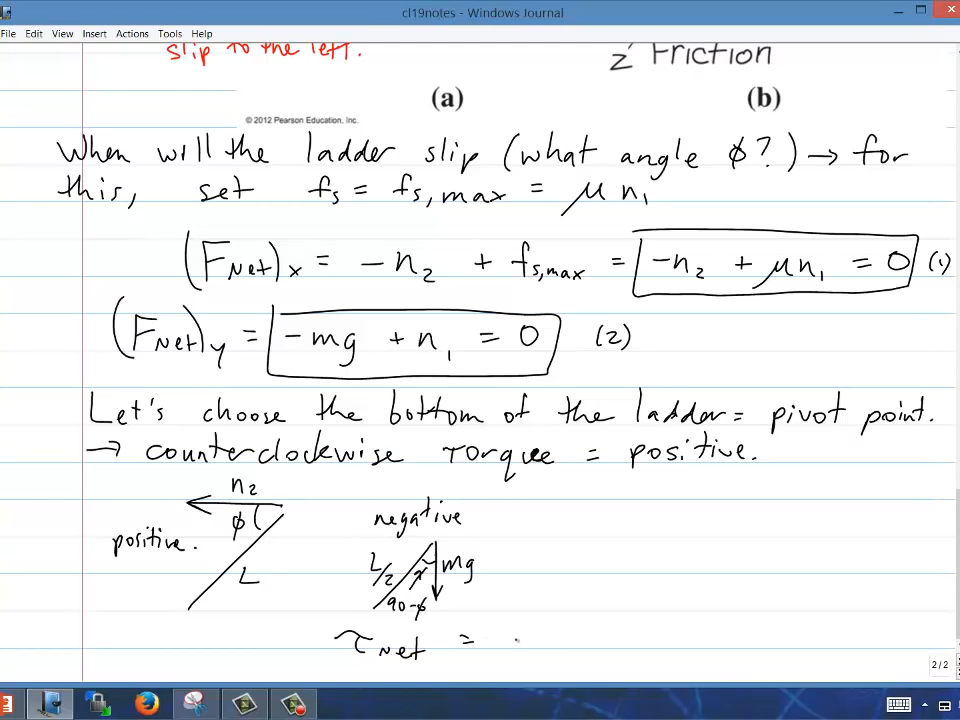 cl19notes - Windows Journal
File Edit View Insert Actions Tools Help
slip to the left.
2' Friction
(a) (b)
© 2012 Pearson Education, Inc.
When will the ladder slip (what angle φ?) → for
this, set fs = fs,max = μn1
(FNet)x = -n2 + fs,max = -n2 + μn1 = 0 (1)
(FNet)y = -mg + n1 = 0 (2)
Let's choose the bottom of the ladder = pivot point.
→ counterclockwise Torque = positive.
n2
φ
positive.
L
negative
L/2
mg
90-φ
τNet =
2/2